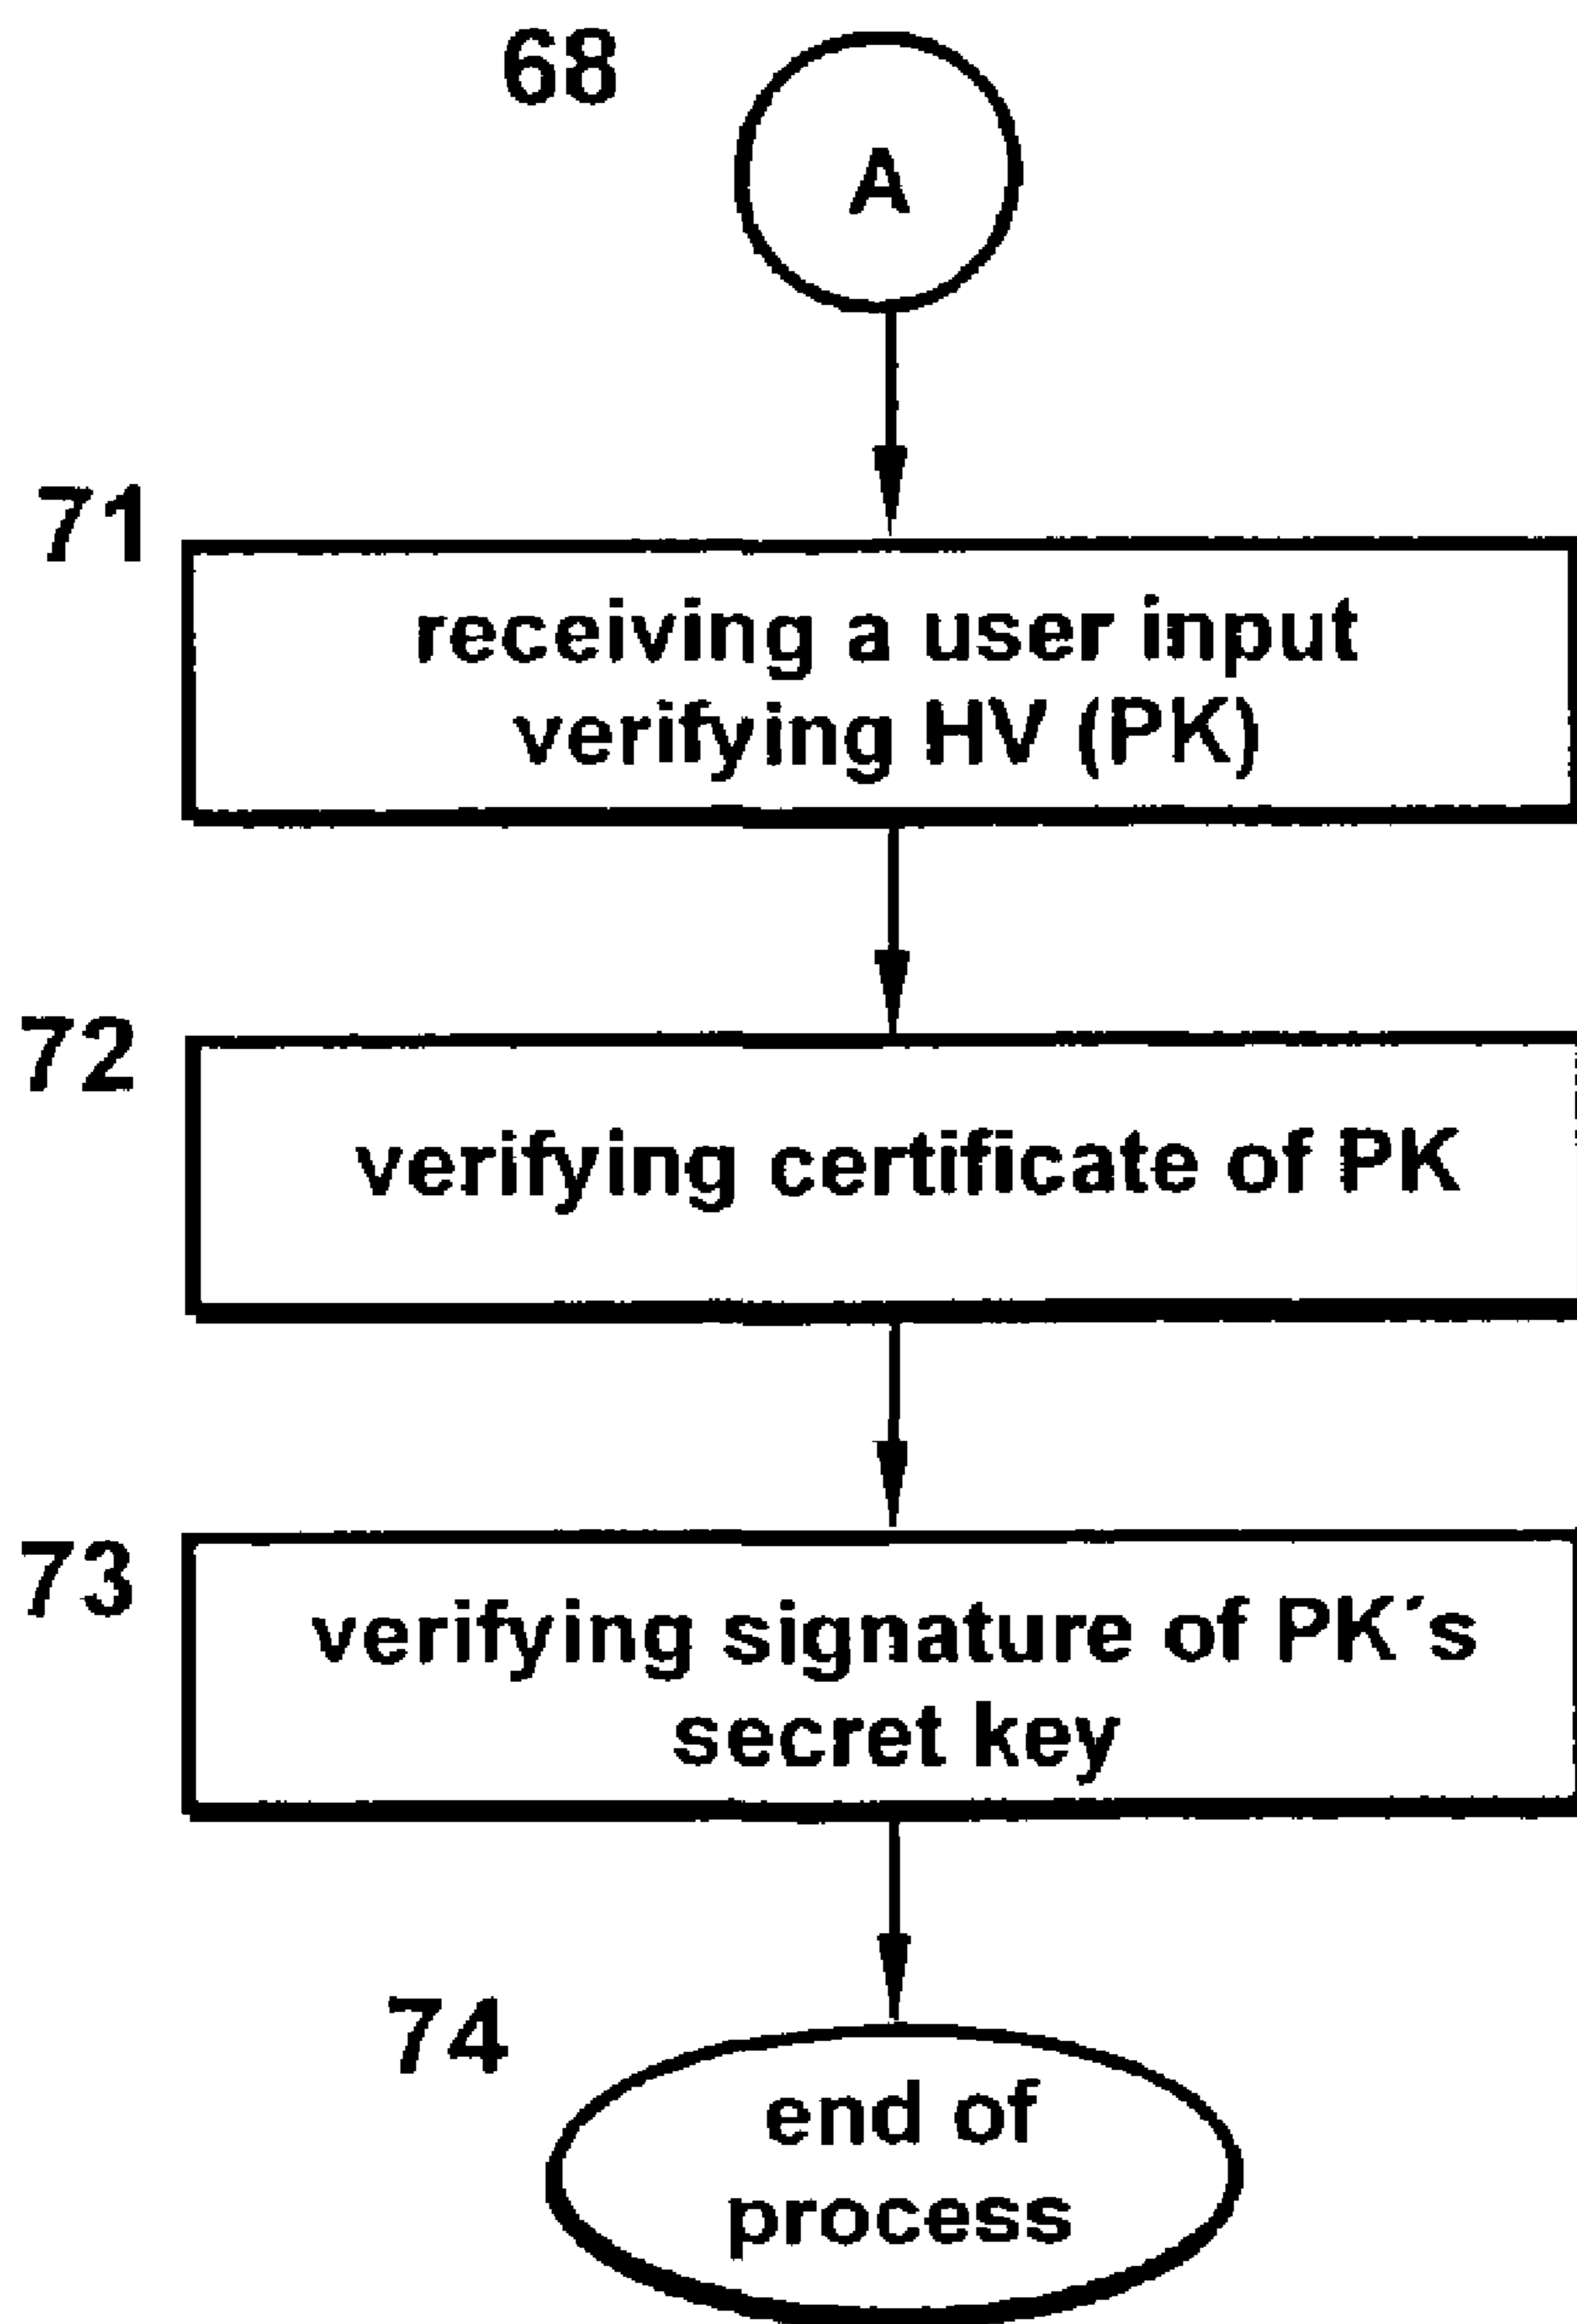 68
A
71
receiving a user input
verifying HV (PK)
72
verifying certificate of PK
73
verifying signature of PK´s
secret key
74
end of
process